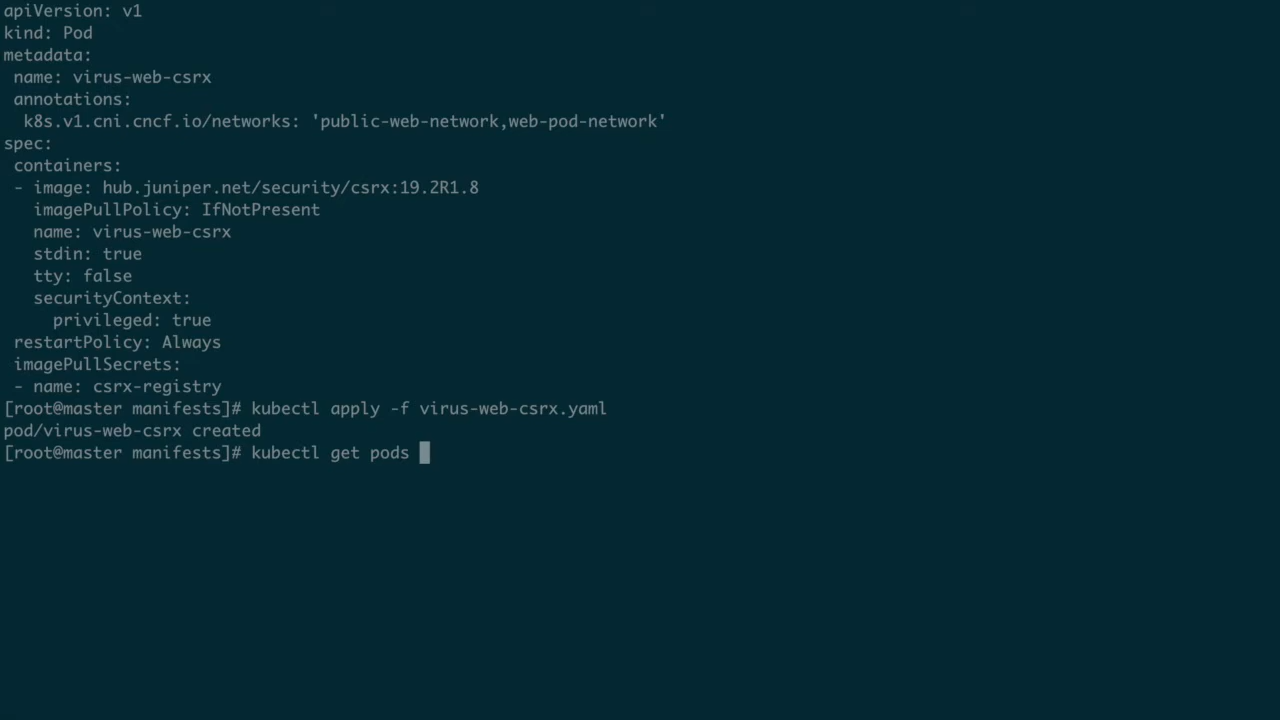 apiVersion: v1
kind: Pod
metadata:
 name: virus-web-csrx
 annotations:
  k8s.v1.cni.cncf.io/networks: 'public-web-network,web-pod-network'
spec:
 containers:
 - image: hub.juniper.net/security/csrx:19.2R1.8
   imagePullPolicy: IfNotPresent
   name: virus-web-csrx
   stdin: true
   tty: false
   securityContext:
     privileged: true
 restartPolicy: Always
 imagePullSecrets:
 - name: csrx-registry
[root@master manifests]# kubectl apply -f virus-web-csrx.yaml
pod/virus-web-csrx created
[root@master manifests]# kubectl get pods